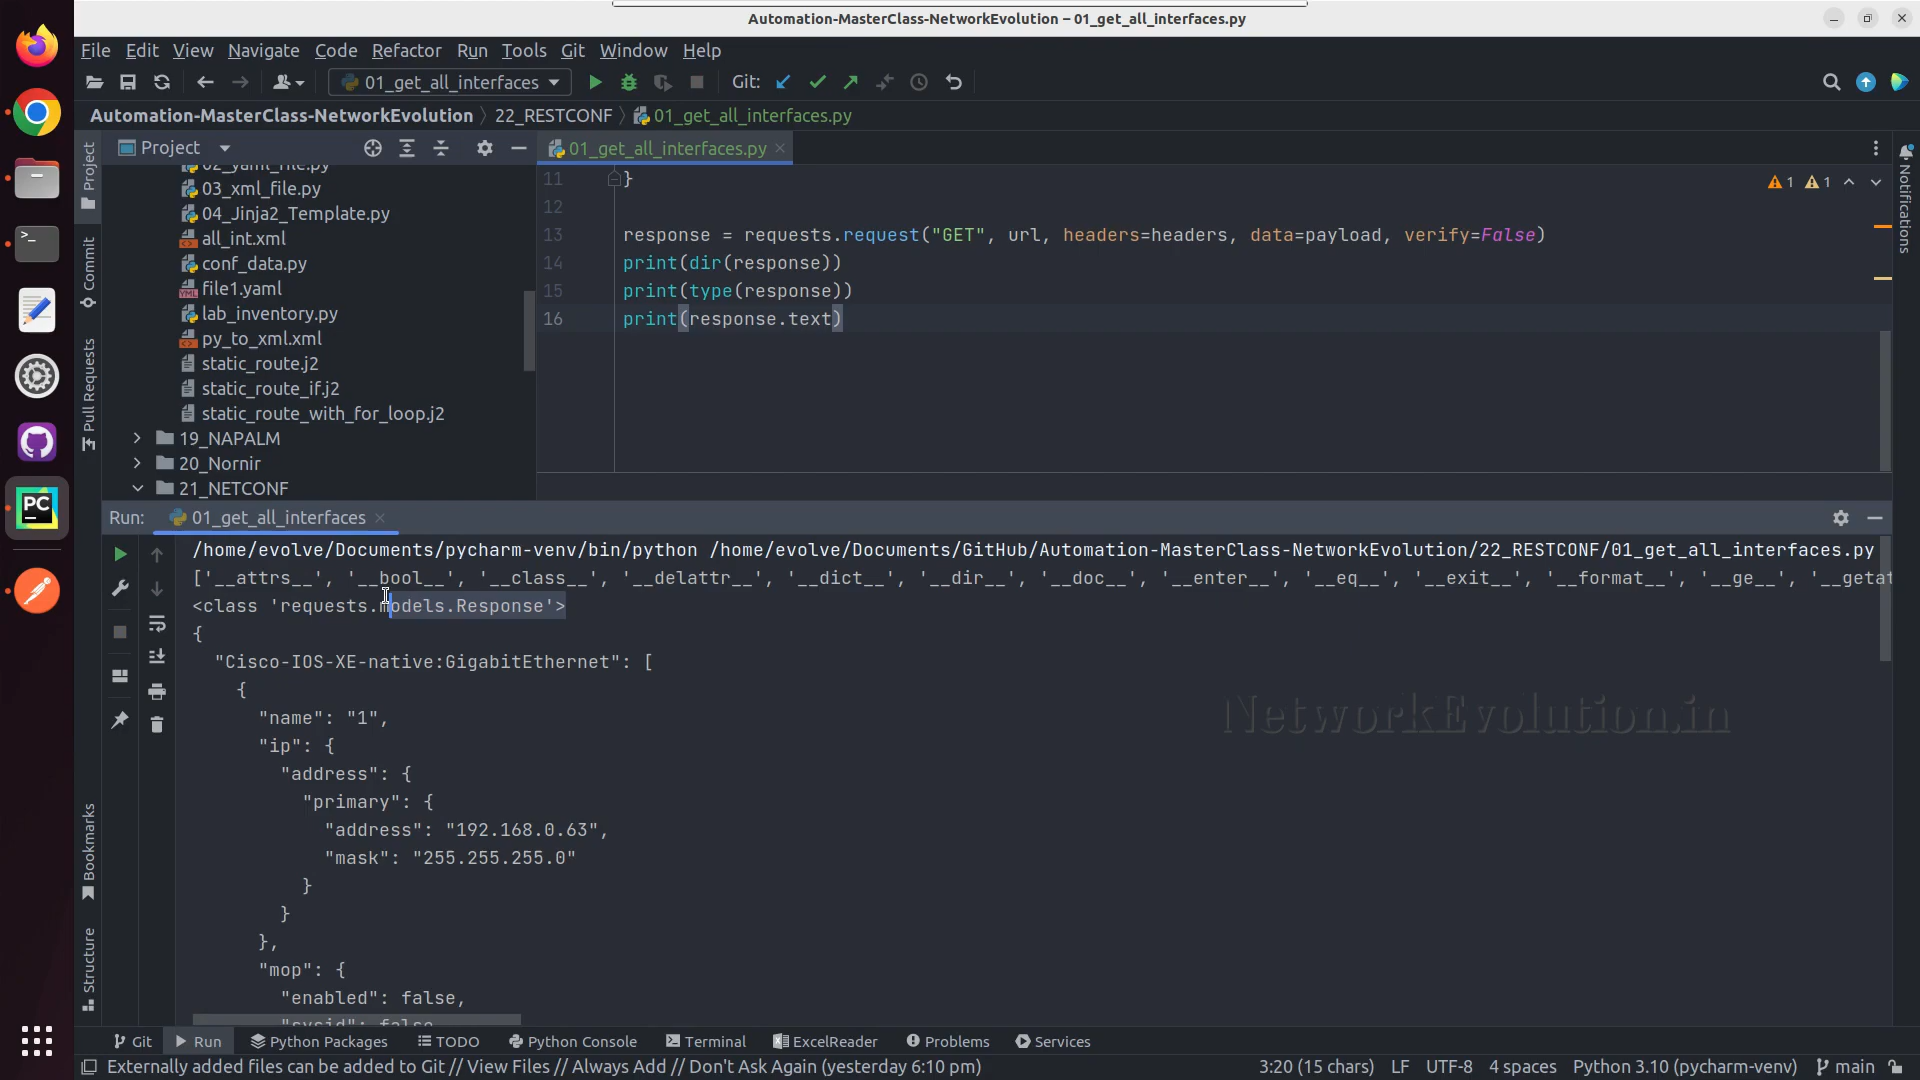 Automation-MasterClass-NetworkEvolution – 01_get_all_interfaces.py
File Edit View Navigate Code Refactor Run Tools Git Window Help
01_get_all_interfaces Git:
Automation-MasterClass-NetworkEvolution 22_RESTCONF 01_get_all_interfaces.py
Project Project 01_get_all_interfaces.py Notifications
02_yaml_file.py
03_xml_file.py
04_Jinja2_Template.py
all_int.xml
conf_data.py
file1.yaml
lab_inventory.py
py_to_xml.xml
static_route.j2
static_route_if.j2
static_route_with_for_loop.j2
19_NAPALM
20_Nornir
21_NETCONF
Commit
Pull Requests
11 }
1 1
12
13 response = requests.request("GET", url, headers=headers, data=payload, verify=False)
14 print(dir(response))
15 print(type(response))
16 print(response.text)
Run: 01_get_all_interfaces
/home/evolve/Documents/pycharm-venv/bin/python /home/evolve/Documents/GitHub/Automation-MasterClass-NetworkEvolution/22_RESTCONF/01_get_all_interfaces.py
['__attrs__', '__bool__', '__class__', '__delattr__', '__dict__', '__dir__', '__doc__', '__enter__', '__eq__', '__exit__', '__format__', '__ge__', '__getat
<class 'requests.models.Response'>
{
"Cisco-IOS-XE-native:GigabitEthernet": [
{
"name": "1",
"ip": {
"address": {
"primary": {
"address": "192.168.0.63",
"mask": "255.255.255.0"
}
}
},
"mop": {
"enabled": false,
"sysid": false
NetworkEvolution.in
Bookmarks
Structure
Git Run Python Packages TODO Python Console Terminal ExcelReader Problems Services
Externally added files can be added to Git // View Files // Always Add // Don't Ask Again (yesterday 6:10 pm) 3:20 (15 chars) LF UTF-8 4 spaces Python 3.10 (pycharm-venv) main